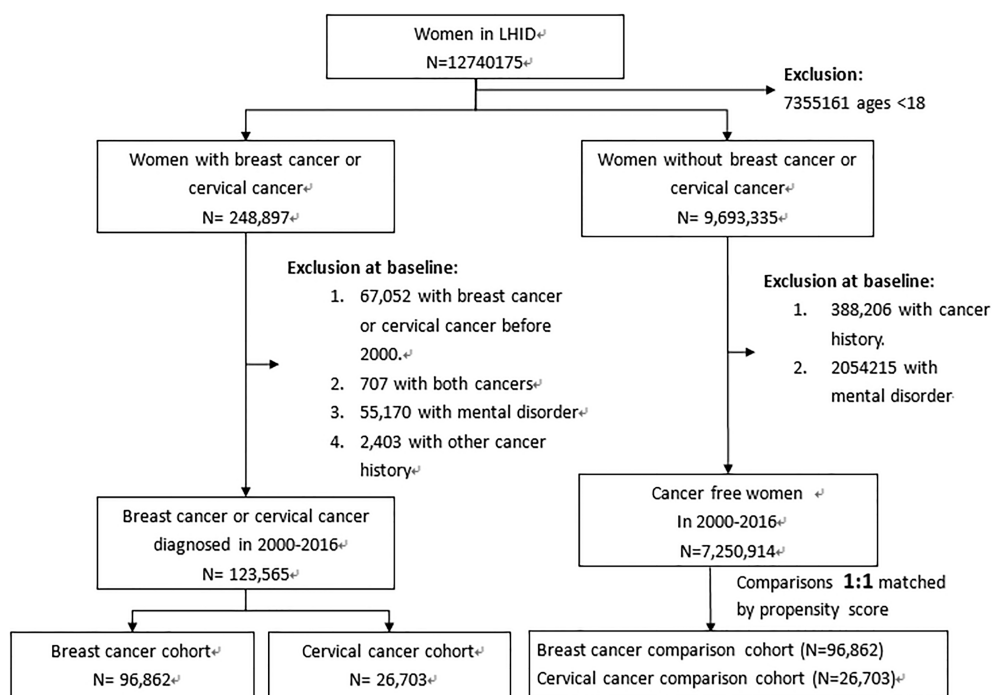 Women in LHID↵
N=12740175↵
Exclusion:
7355161 ages <18
Women with breast cancer or
cervical cancer↵
N= 248,897↵
Women without breast cancer or
cervical cancer↵
N= 9,693,335↵
Exclusion at baseline:
1. 67,052 with breast cancer
or cervical cancer before
2000.↵
2. 707 with both cancers↵
3. 55,170 with mental disorder↵
4. 2,403 with other cancer
history↵
Exclusion at baseline:
1. 388,206 with cancer
history.
2. 2054215 with
mental disorder
Breast cancer or cervical cancer
diagnosed in 2000-2016↵
N= 123,565↵
Cancer free women ↵
In 2000-2016↵
N=7,250,914↵
Comparisons 1:1 matched
by propensity score
Breast cancer cohort↵
N= 96,862↵
Cervical cancer cohort↵
N= 26,703↵
Breast cancer comparison cohort (N=96,862)
Cervical cancer comparison cohort (N=26,703)↵